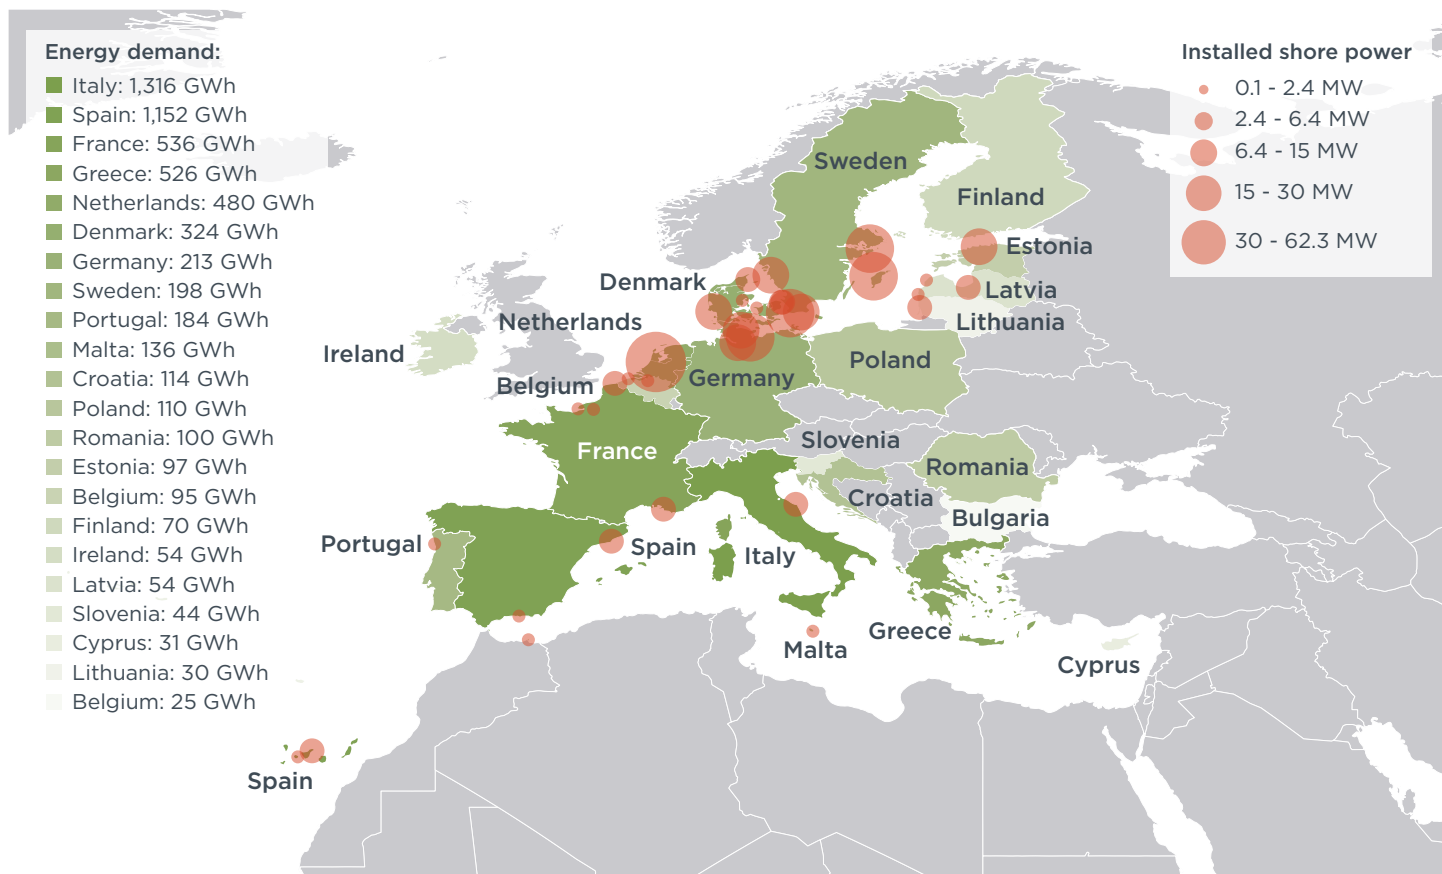 Energy demand:
Italy: 1,316 GWh
Spain: 1,152 GWh
France: 536 GWh
Greece: 526 GWh
Netherlands: 480 GWh
Denmark: 324 GWh
Germany: 213 GWh
Sweden: 198 GWh
Portugal: 184 GWh
Malta: 136 GWh
Croatia: 114 GWh
Poland: 110 GWh
Romania: 100 GWh
Estonia: 97 GWh
Belgium: 95 GWh
Finland: 70 GWh
Ireland: 54 GWh
Latvia: 54 GWh
Slovenia: 44 GWh
Cyprus: 31 GWh
Lithuania: 30 GWh
Belgium: 25 GWh
Installed shore power
0.1 - 2.4 MW
2.4 - 6.4 MW
6.4 - 15 MW
15 - 30 MW
30 - 62.3 MW
Sweden
Finland
Estonia
Denmark
Latvia
Netherlands
Lithuania
Ireland
Poland
Belgium
Germany
Slovenia
France
Romania
Croatia
Bulgaria
Portugal
Spain
Italy
Greece
Malta
Cyprus
Spain